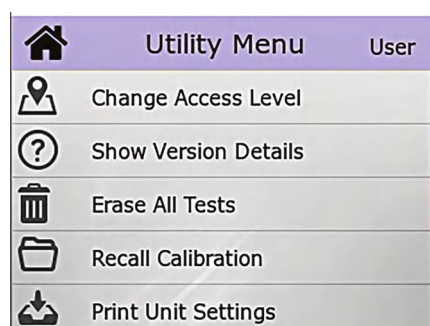 Utility Menu User
Change Access Level
Show Version Details
Erase All Tests
Recall Calibration
Print Unit Settings